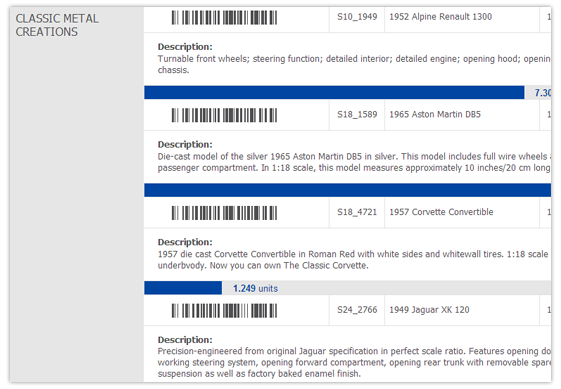 CLASSIC METAL
CREATIONS
S10_1949 1952 Alpine Renault 1300 1
Description:
Turnable front wheels; steering function; detailed interior; detailed engine; opening hood;
chassis.
7.30
S18_1589 1965 Aston Martin DB5 1
Description:
Die-cast model of the silver 1965 Aston Martin DB5 in silver. This model includes full wire wheels
passenger compartment. In 1:18 scale, this model measures approximately 10 inches/20 cm long
S18_4721 1957 Corvette Convertible 1
Description:
1957 die cast Corvette Convertible in Roman Red with white sides and whitewall tires. 1:18 scale
underbody. Now you can own The Classic Corvette.
1.249 units
S24_2766 1949 Jaguar XK 120 1
Description:
Precision-engineered from original Jaguar specification in perfect scale ratio. Features opening
working steering system, opening forward compartment, opening rear trunk with removable
suspension as well as factory baked enamel finish.